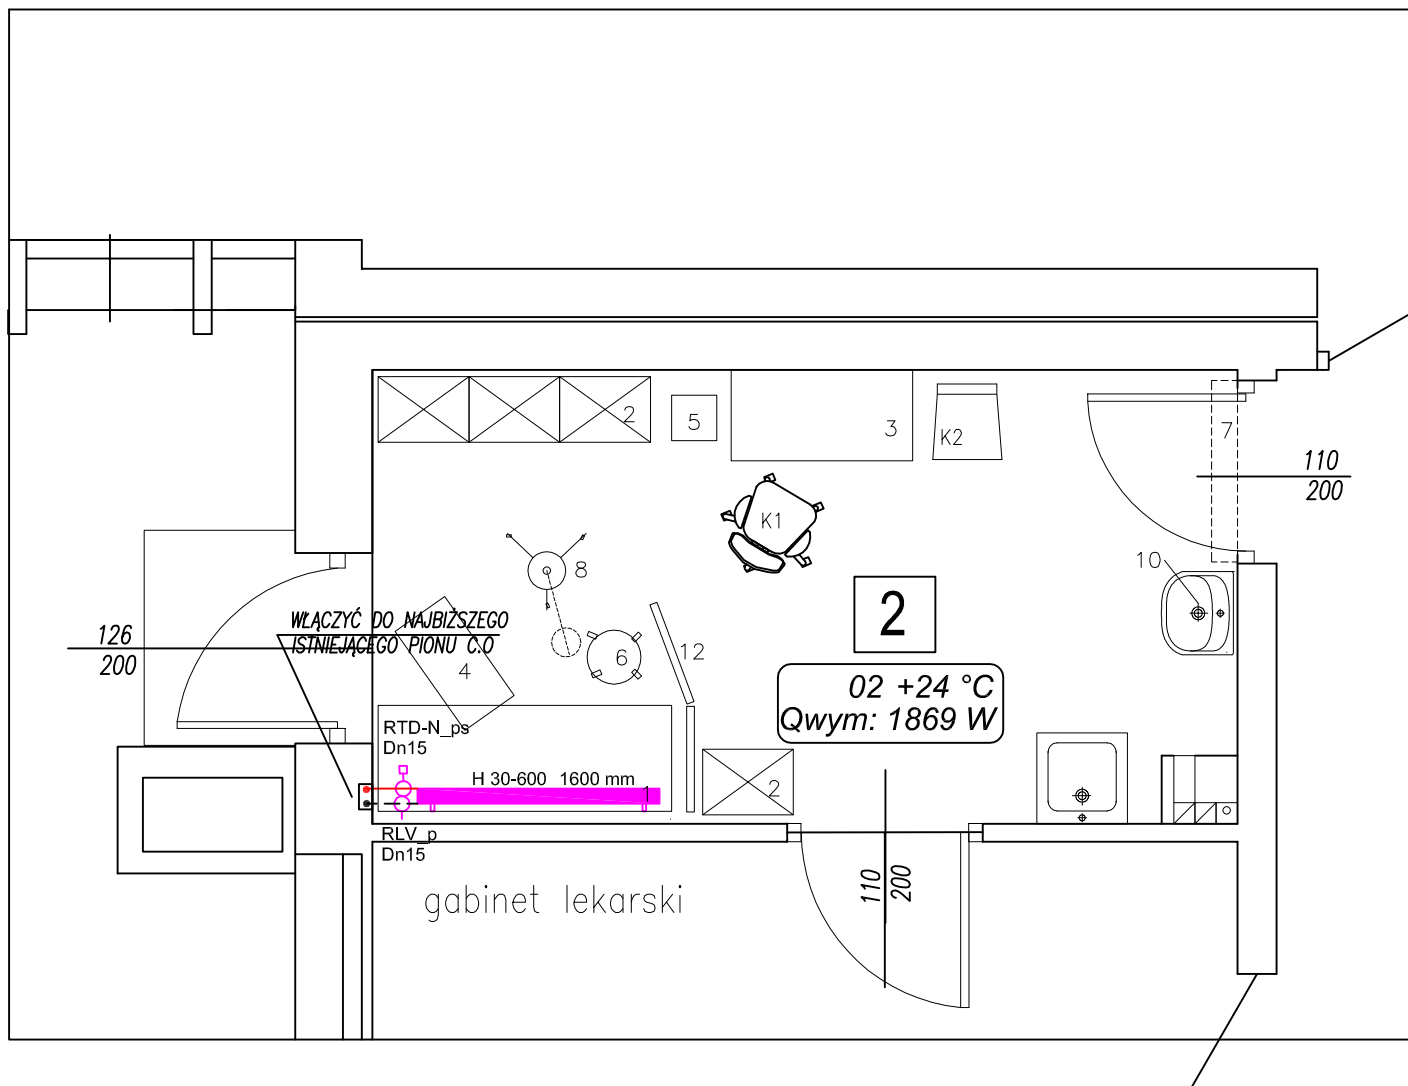 2
5
3
K2
7
110
200
K1
8
10
WŁĄCZYĆ DO NAJBIŻSZEGO
ISTNIEJĄCEGO PIONU C.O
126
200
4
6
12
2
02 +24 °C
Qwym: 1869 W
RTD-N_ps
Dn15
H 30-600 1600 mm
1
2
RLV_p
Dn15
110
200
gabinet lekarski